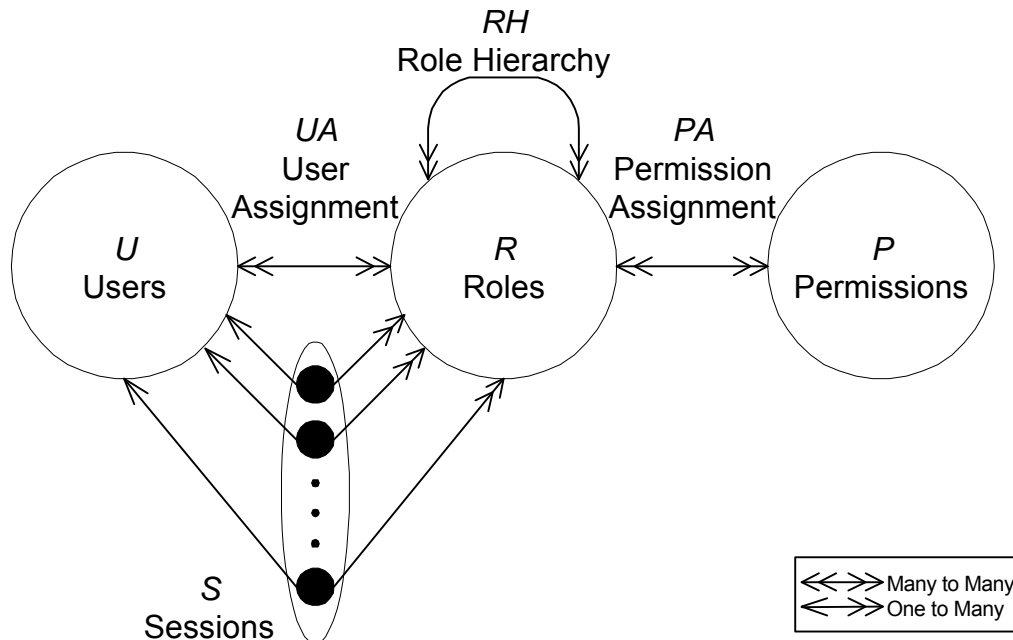 RH
Role Hierarchy
UA
User
Assignment
PA
Permission
Assignment
U
Users
R
Roles
P
Permissions
S
Sessions
Many to Many
One to Many